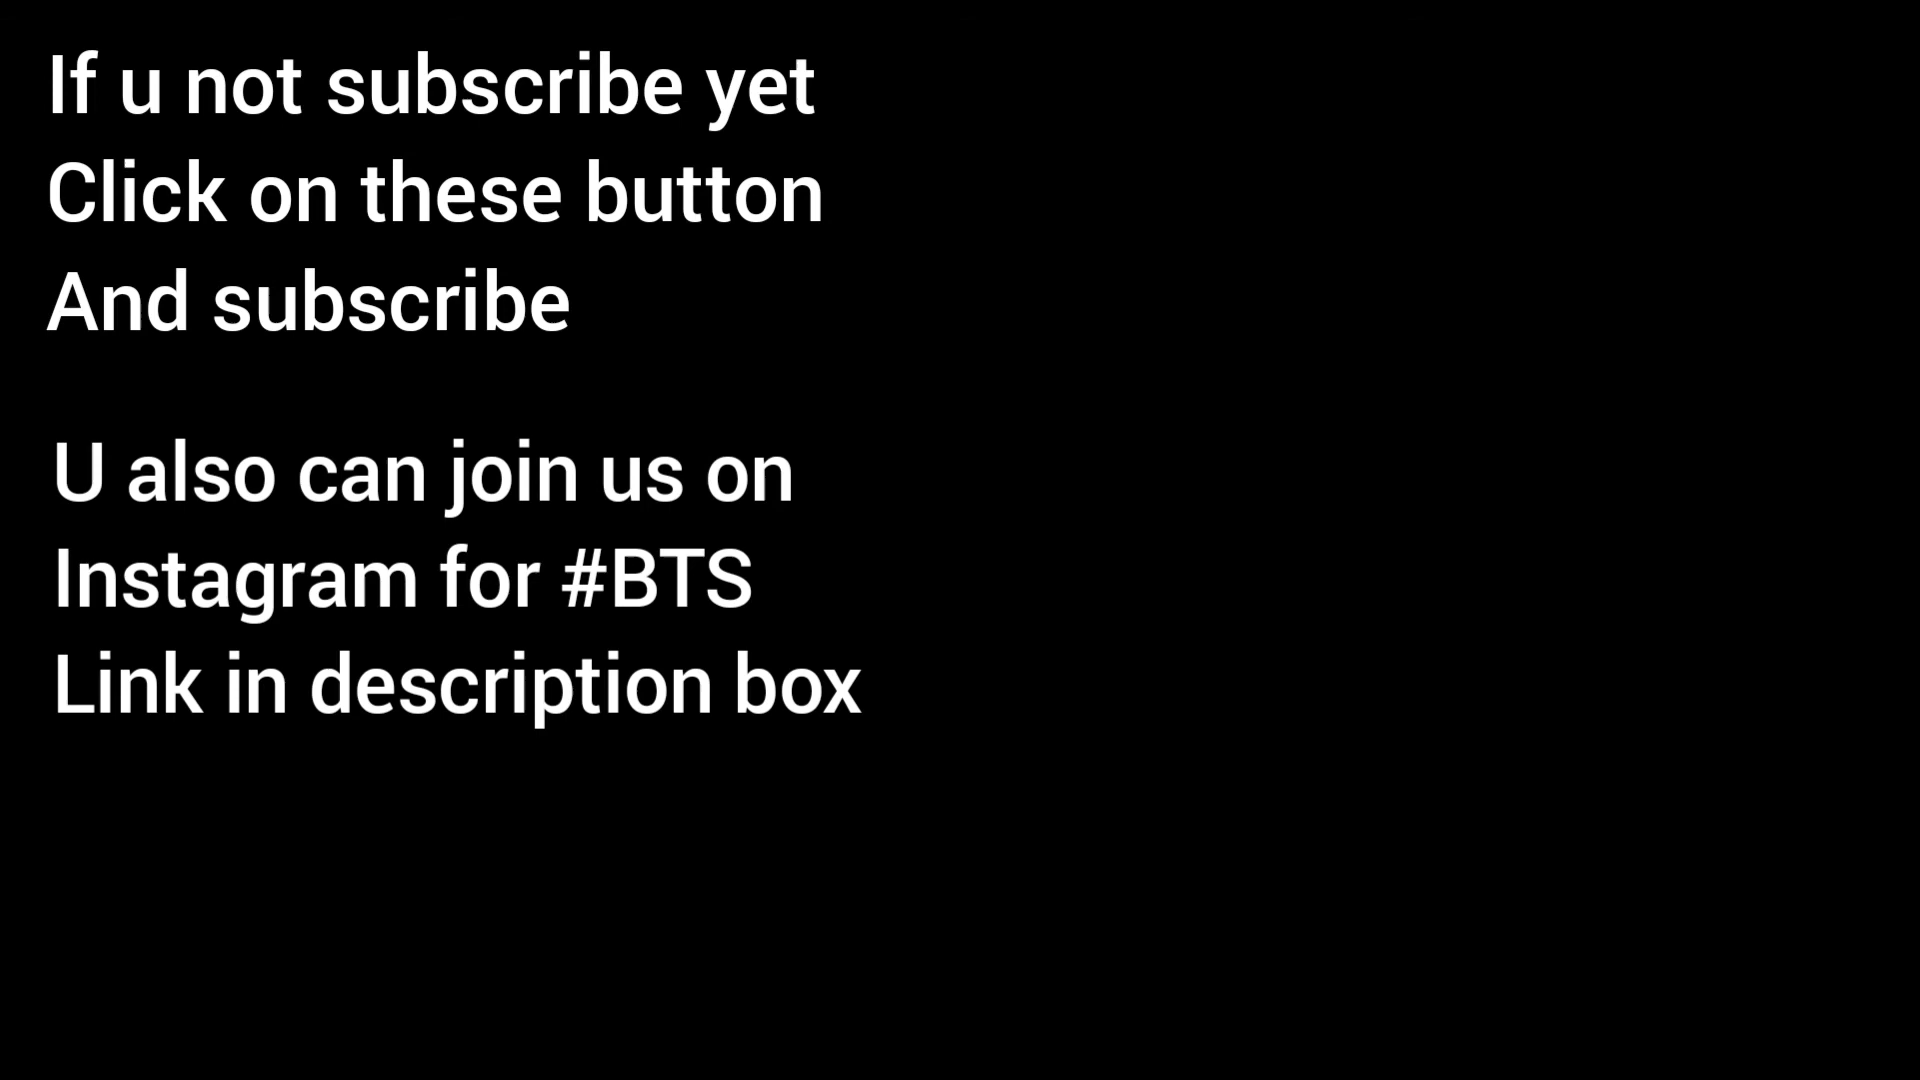 If u not subscribe yet
Click on these button
And subscribe
U also can join us on
Instagram for #BTS
Link in description box